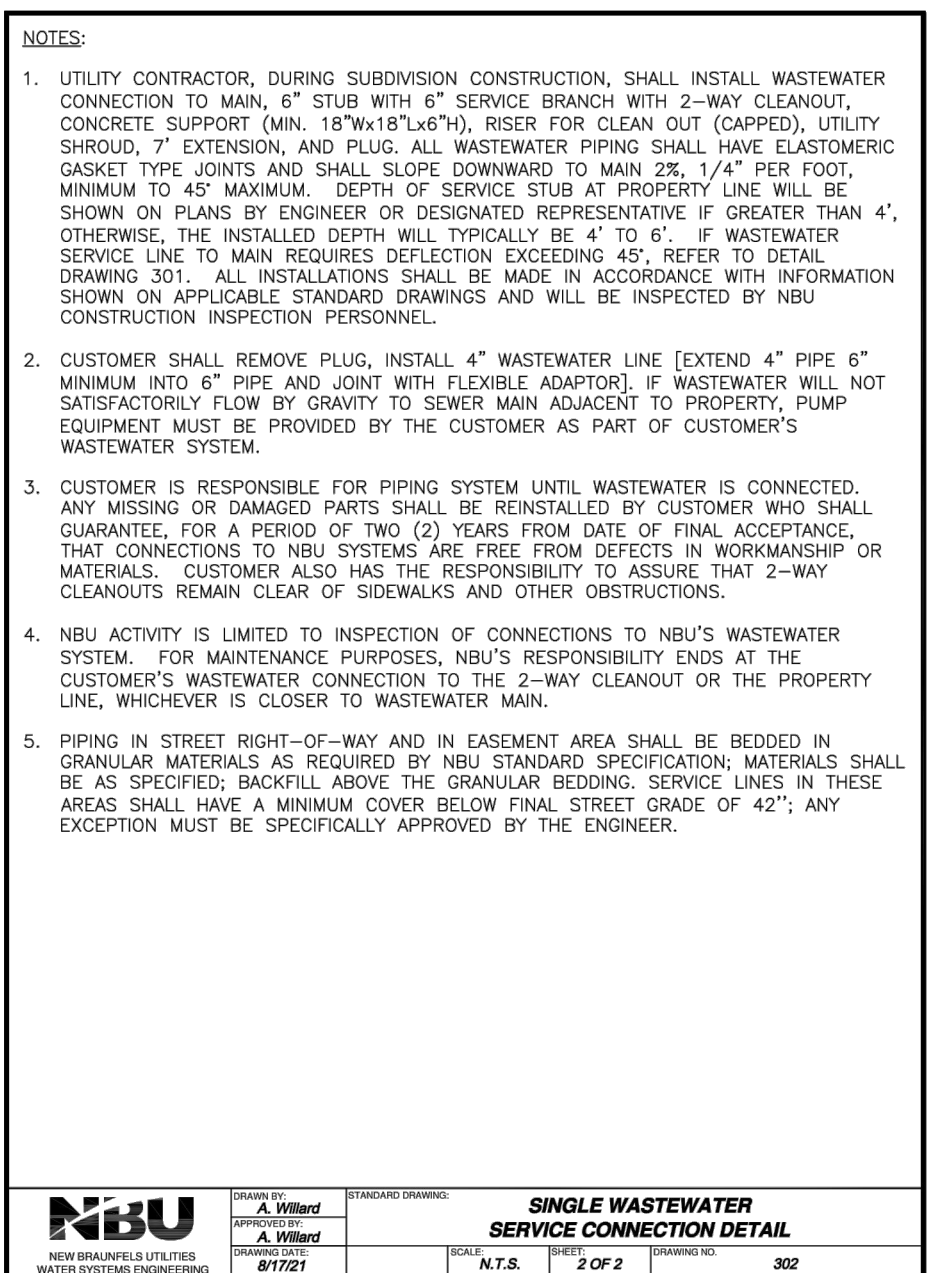 NOTES:
1. UTILITY CONTRACTOR, DURING SUBDIVISION CONSTRUCTION, SHALL INSTALL WASTEWATER
CONNECTION TO MAIN, 6" STUB WITH 6" SERVICE BRANCH WITH 2-WAY CLEANOUT,
CONCRETE SUPPORT (MIN. 18"Wx18"Lx6"H), RISER FOR CLEAN OUT (CAPPED), UTILITY
SHROUD, 7' EXTENSION, AND PLUG. ALL WASTEWATER PIPING SHALL HAVE ELASTOMERIC
GASKET TYPE JOINTS AND SHALL SLOPE DOWNWARD TO MAIN 2%, 1/4" PER FOOT,
MINIMUM TO 45° MAXIMUM. DEPTH OF SERVICE STUB AT PROPERTY LINE WILL BE
SHOWN ON PLANS BY ENGINEER OR DESIGNATED REPRESENTATIVE IF GREATER THAN 4',
OTHERWISE, THE INSTALLED DEPTH WILL TYPICALLY BE 4' TO 6'. IF WASTEWATER
SERVICE LINE TO MAIN REQUIRES DEFLECTION EXCEEDING 45°, REFER TO DETAIL
DRAWING 301. ALL INSTALLATIONS SHALL BE MADE IN ACCORDANCE WITH INFORMATION
SHOWN ON APPLICABLE STANDARD DRAWINGS AND WILL BE INSPECTED BY NBU
CONSTRUCTION INSPECTION PERSONNEL.
2. CUSTOMER SHALL REMOVE PLUG, INSTALL 4" WASTEWATER LINE [EXTEND 4" PIPE 6"
MINIMUM INTO 6" PIPE AND JOINT WITH FLEXIBLE ADAPTOR]. IF WASTEWATER WILL NOT
SATISFACTORILY FLOW BY GRAVITY TO SEWER MAIN ADJACENT TO PROPERTY, PUMP
EQUIPMENT MUST BE PROVIDED BY THE CUSTOMER AS PART OF CUSTOMER'S
WASTEWATER SYSTEM.
3. CUSTOMER IS RESPONSIBLE FOR PIPING SYSTEM UNTIL WASTEWATER IS CONNECTED.
ANY MISSING OR DAMAGED PARTS SHALL BE REINSTALLED BY CUSTOMER WHO SHALL
GUARANTEE, FOR A PERIOD OF TWO (2) YEARS FROM DATE OF FINAL ACCEPTANCE,
THAT CONNECTIONS TO NBU SYSTEMS ARE FREE FROM DEFECTS IN WORKMANSHIP OR
MATERIALS. CUSTOMER ALSO HAS THE RESPONSIBILITY TO ASSURE THAT 2-WAY
CLEANOUTS REMAIN CLEAR OF SIDEWALKS AND OTHER OBSTRUCTIONS.
4. NBU ACTIVITY IS LIMITED TO INSPECTION OF CONNECTIONS TO NBU'S WASTEWATER
SYSTEM. FOR MAINTENANCE PURPOSES, NBU'S RESPONSIBILITY ENDS AT THE
CUSTOMER'S WASTEWATER CONNECTION TO THE 2-WAY CLEANOUT OR THE PROPERTY
LINE, WHICHEVER IS CLOSER TO WASTEWATER MAIN.
5. PIPING IN STREET RIGHT-OF-WAY AND IN EASEMENT AREA SHALL BE BEDDED IN
GRANULAR MATERIALS AS REQUIRED BY NBU STANDARD SPECIFICATION; MATERIALS SHALL
BE AS SPECIFIED; BACKFILL ABOVE THE GRANULAR BEDDING. SERVICE LINES IN THESE
AREAS SHALL HAVE A MINIMUM COVER BELOW FINAL STREET GRADE OF 42''; ANY
EXCEPTION MUST BE SPECIFICALLY APPROVED BY THE ENGINEER.
NBU
NEW BRAUNFELS UTILITIES
WATER SYSTEMS ENGINEERING
DRAWN BY:
A. Willard
APPROVED BY:
A. Willard
DRAWING DATE:
8/17/21
STANDARD DRAWING:
SINGLE WASTEWATER
SERVICE CONNECTION DETAIL
SCALE:
N.T.S.
SHEET:
2 OF 2
DRAWING NO.
302